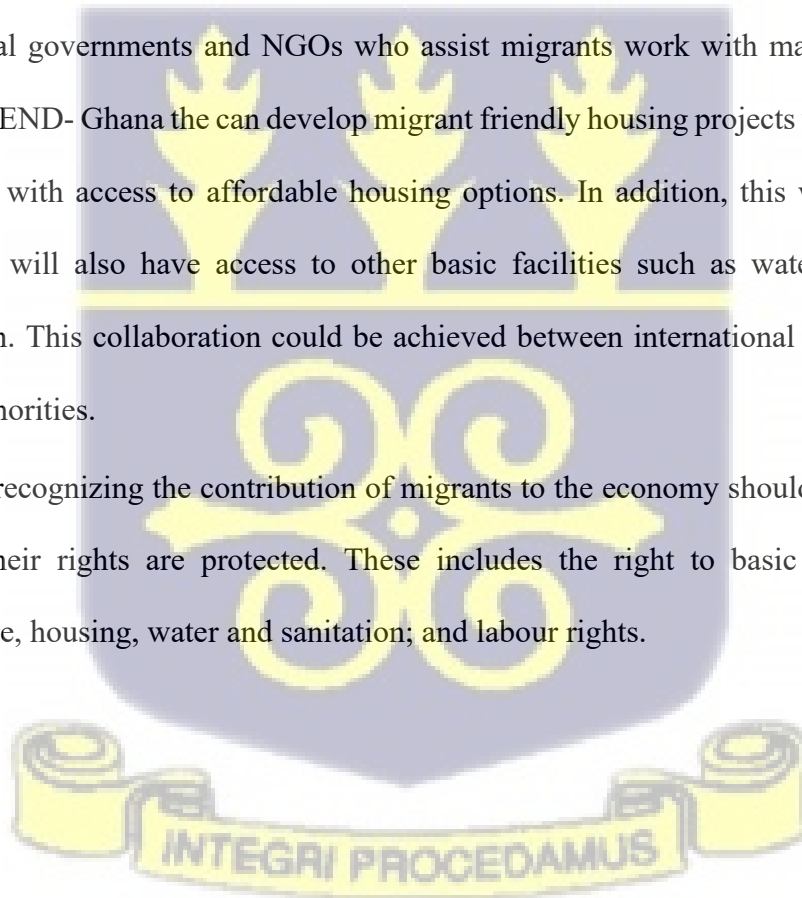 al governments and NGOs who assist migrants work with ma
END- Ghana the can develop migrant friendly housing projects
with access to affordable housing options. In addition, this
will also have access to other basic facilities such as wate
n. This collaboration could be achieved between international
horities.
recognizing the contribution of migrants to the economy should
heir rights are protected. These includes the right to basic
re, housing, water and sanitation; and labour rights.
INTEGRI PROCEDAMUS